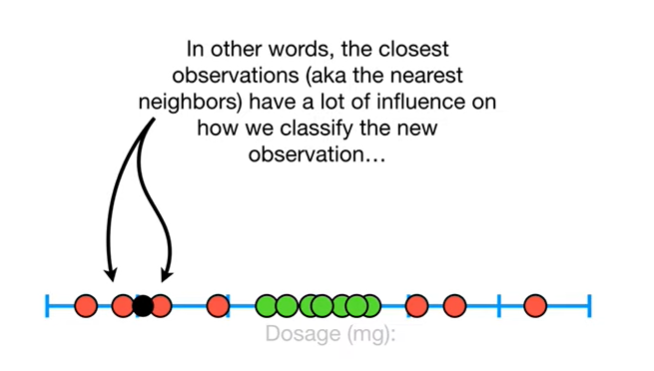 In other words, the closest
observations (aka the nearest
neighbors) have a lot of influence on
how we classify the new
observation…
Dosage (mg):